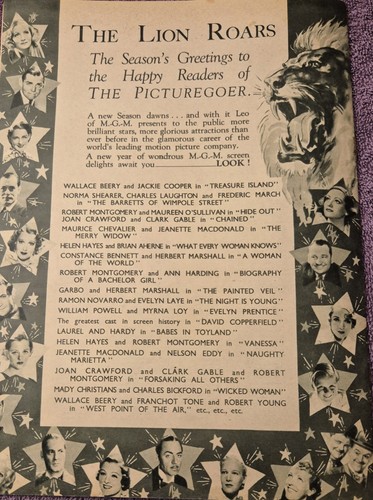 THE LION ROARS
The Season's Greetings to
the Happy Readers of
THE PICTUREGOER.
A new Season dawns . . . and with it Leo
of M.-G.-M. presents to the public more
brilliant stars, more glorious attractions than
ever before in the glamorous career of the
world's leading motion picture company.
A new year of wondrous M.-G.-M. screen
delights await you .......... LOOK !
WALLACE BEERY and JACKIE COOPER in "TREASURE ISLAND"
NORMA SHEARER, CHARLES LAUGHTON and FREDERIC MARCH
in "THE BARRETTS OF WIMPOLE STREET"
ROBERT MONTGOMERY and MAUREEN O'SULLIVAN in "HIDE OUT"
JOAN CRAWFORD and CLARK GABLE in "CHAINED"
MAURICE CHEVALIER and JEANETTE MACDONALD in "THE
MERRY WIDOW"
HELEN HAYES and BRIAN AHERNE in "WHAT EVERY WOMAN KNOWS"
CONSTANCE BENNETT and HERBERT MARSHALL in "A WOMAN
OF THE WORLD"
ROBERT MONTGOMERY and ANN HARDING in "BIOGRAPHY
OF A BACHELOR GIRL"
GARBO and HERBERT MARSHALL in "THE PAINTED VEIL"
RAMON NOVARRO and EVELYN LAYE in "THE NIGHT IS YOUNG"
WILLIAM POWELL and MYRNA LOY in "EVELYN PRENTICE"
The greatest cast in screen history in "DAVID COPPERFIELD"
LAUREL AND HARDY in "BABES IN TOYLAND"
HELEN HAYES and ROBERT MONTGOMERY in "VANESSA"
JEANETTE MACDONALD and NELSON EDDY in "NAUGHTY
MARIETTA"
JOAN CRAWFORD and CLARK GABLE and ROBERT
MONTGOMERY in "FORSAKING ALL OTHERS"
MADY CHRISTIANS and CHARLES BICKFORD in "WICKED WOMAN"
WALLACE BEERY and FRANCHOT TONE and ROBERT YOUNG
in "WEST POINT OF THE AIR," etc., etc., etc.